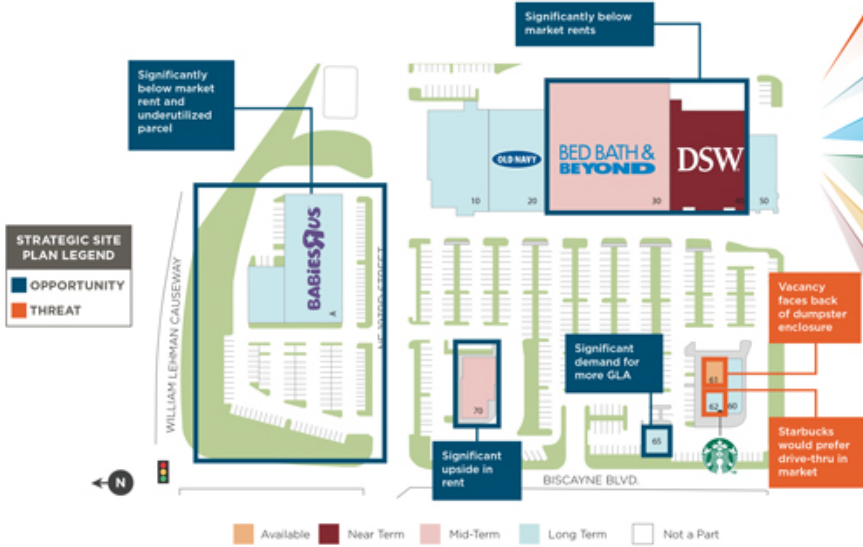 Significantly below
market rents
Significantly
below market
rent and
underutilized
parcel
OLD NAVY
BED BATH &
BEYOND
DSW
10
20
30
40
50
STRATEGIC SITE
PLAN LEGEND
OPPORTUNITY
THREAT
WILLIAM LEHMAN CAUSEWAY
BABIESRUS
A
STREET
Vacancy
faces back
of dumpster
enclosure
Significant
demand for
more GLA
61
62
60
70
65
Significant
upside in
rent
Starbucks
would prefer
drive-thru in
market
N
BISCAYNE BLVD.
Available
Near Term
Mid-Term
Long Term
Not a Part